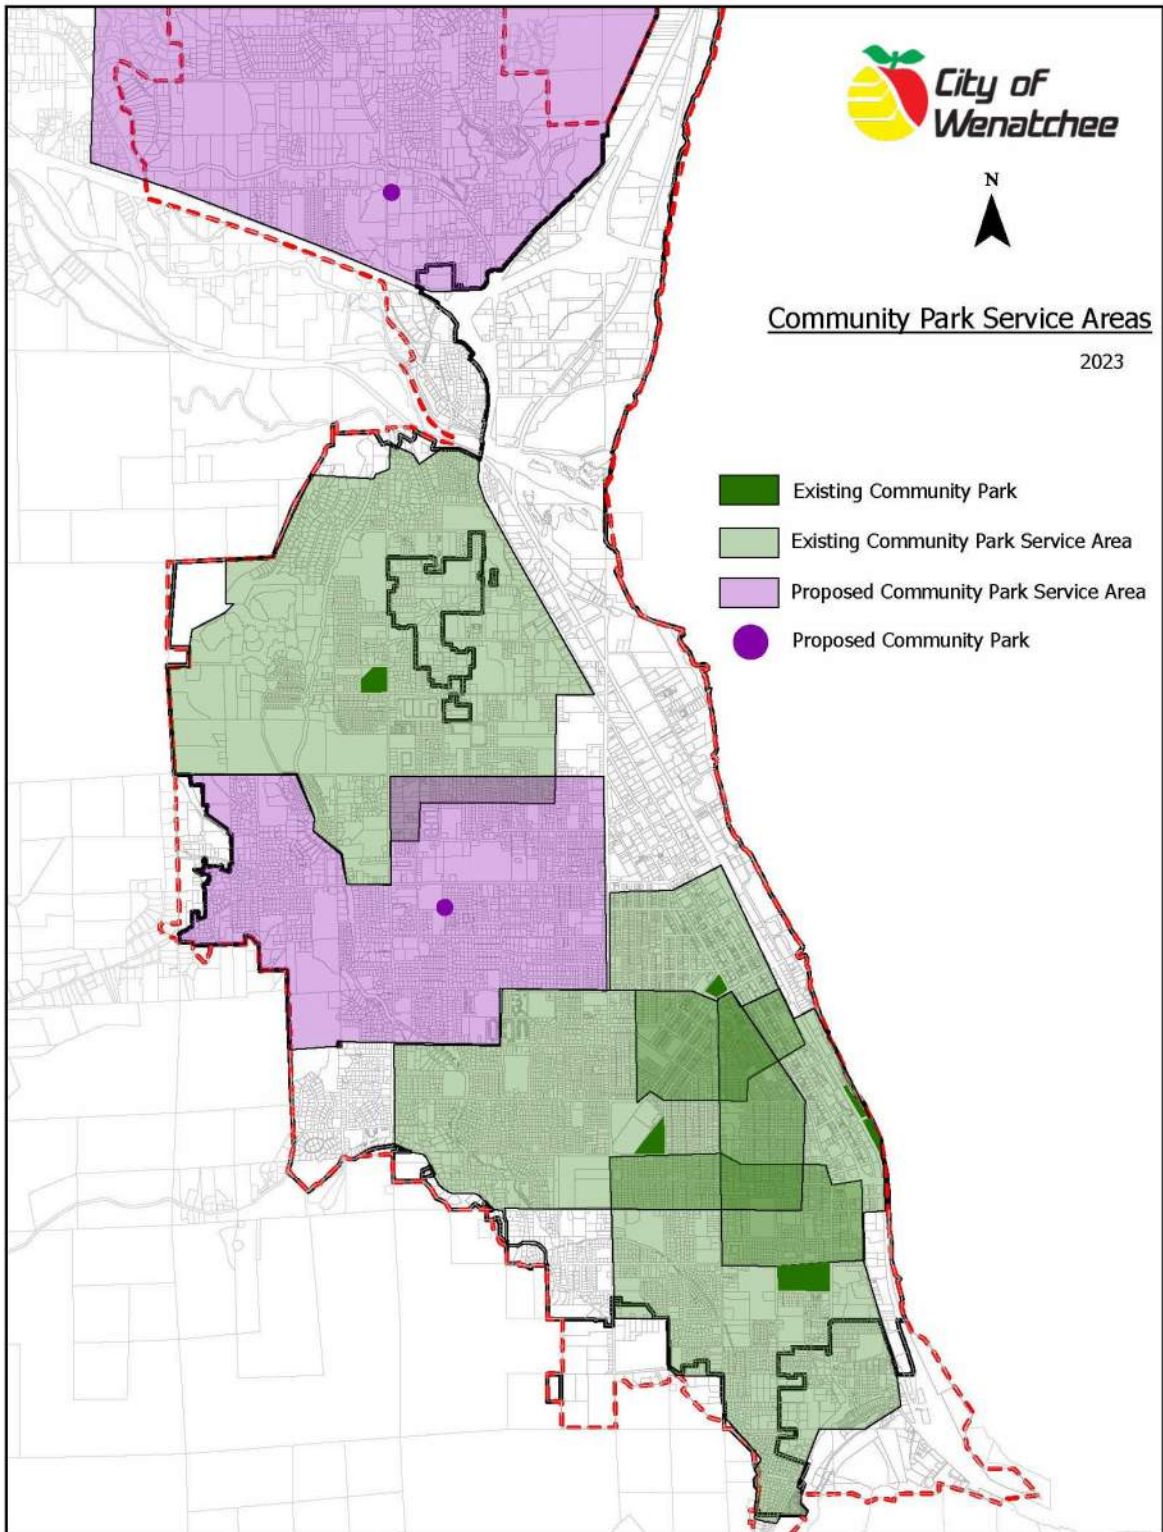 City of
Wenatchee
N
Community Park Service Areas
2023
Existing Community Park
Existing Community Park Service Area
Proposed Community Park Service Area
Proposed Community Park